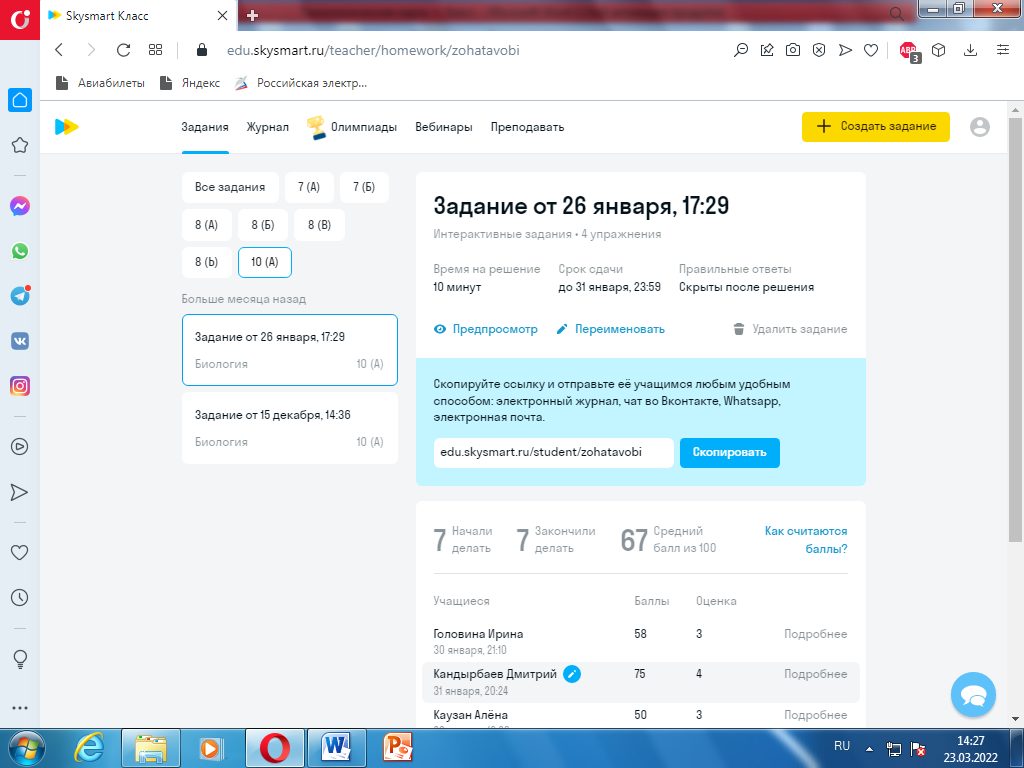 Skysmart Класс
edu.skysmart.ru/teacher/homework/zohatavobi
ABP
3
Авиабилеты
Яндекс
Российская электр...
Задания
Журнал
Олимпиады
Вебинары
Преподавать
Создать задание
Все задания
7 (А)
7 (Б)
8 (А)
8 (Б)
8 (В)
8 (b)
10 (А)
Больше месяца назад
Задание от 26 января, 17:29
Биология
10 (А)
Задание от 15 декабря, 14:36
Биология
10 (А)
Задание от 26 января, 17:29
Интерактивные задания • 4 упражнения
Время на решение
10 минут
Срок сдачи
до 31 января, 23:59
Правильные ответы
Скрыты после решения
Предпросмотр
Переименовать
Удалить задание
Скопируйте ссылку и отправьте её учащимся любым удобным
способом: электронный журнал, чат во Вконтакте, Whatsapp,
электронная почта.
edu.skysmart.ru/student/zohatavobi
Скопировать
7 Начали
делать
7 Закончили
делать
67 Средний
балл из 100
Как считаются
баллы?
Учащиеся
Баллы
Оценка
Головина Ирина
58
3
Подробнее
30 января, 21:10
Кандырбаев Дмитрий
75
4
Подробнее
31 января, 20:24
Каузан Алёна
50
3
Подробнее
RU
14:27
23.03.2022